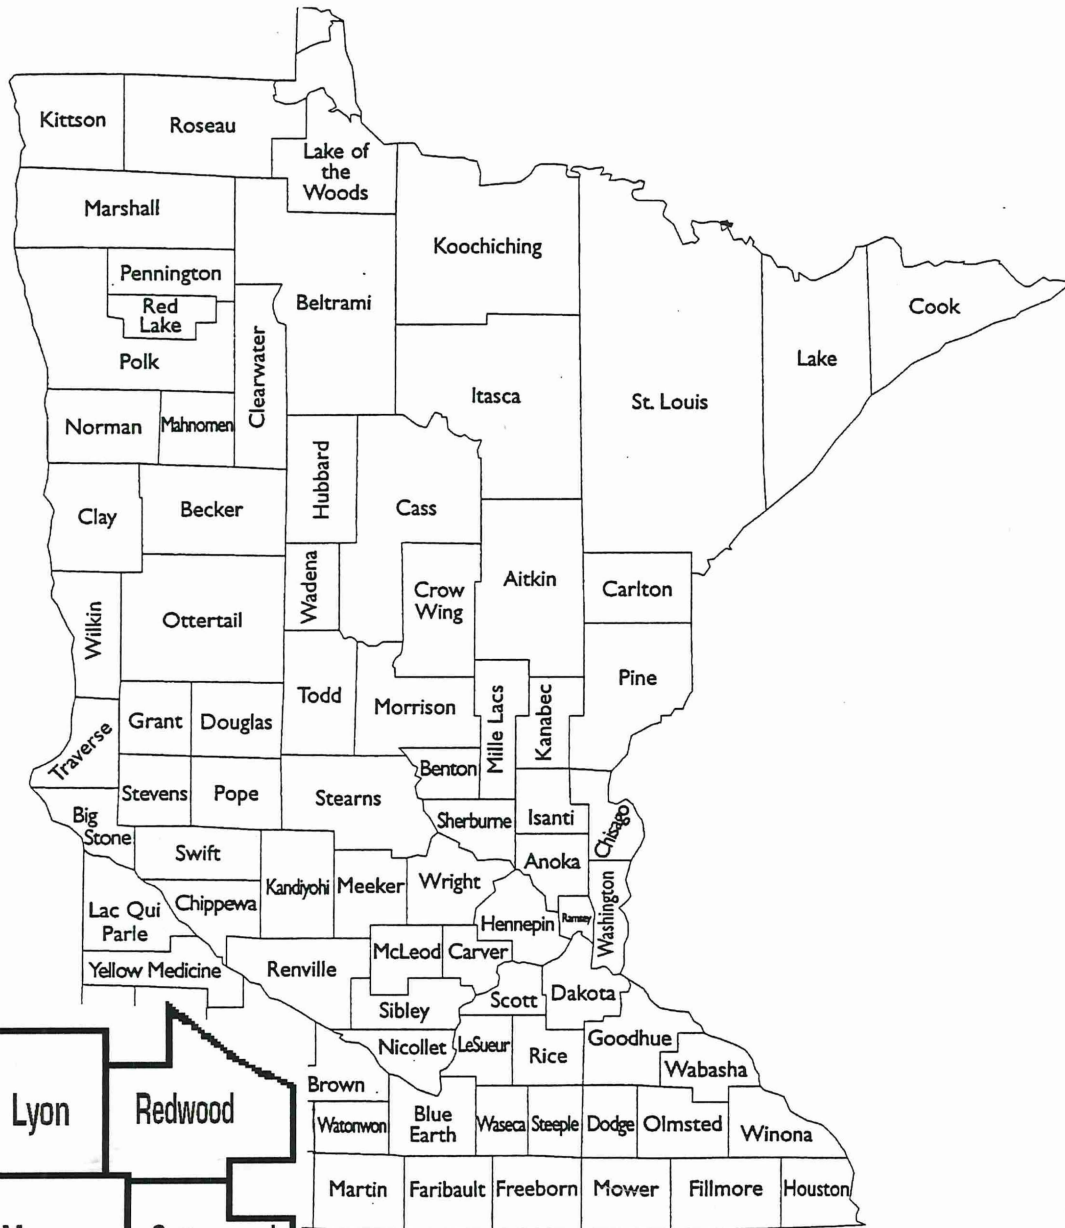 Kittson
Roseau
Lake of
the
Woods
Marshall
Koochiching
Pennington
Red
Lake
Beltrami
Cook
Polk
Clearwater
Lake
Itasca
St. Louis
Norman
Mahnomen
Hubbard
Cass
Clay
Becker
Wadena
Aitkin
Crow
Wing
Carlton
Wilkin
Ottertail
Pine
Todd
Morrison
Mille Lacs
Kanabec
Grant
Douglas
Traverse
Benton
Stevens
Pope
Stearns
Big
Stone
Sherburne
Isanti
Chisago
Swift
Anoka
Kandiyohi
Meeker
Wright
Chippewa
Washington
Lac Qui
Parle
Hennepin
Ramsey
McLeod
Carver
Yellow Medicine
Renville
Scott
Dakota
Sibley
Goodhue
Nicollet
LeSueur
Rice
Wabasha
Brown
Lyon
Redwood
Watonwon
Blue
Earth
Waseca
Steeple
Dodge
Olmsted
Winona
Martin
Faribault
Freeborn
Mower
Fillmore
Houston